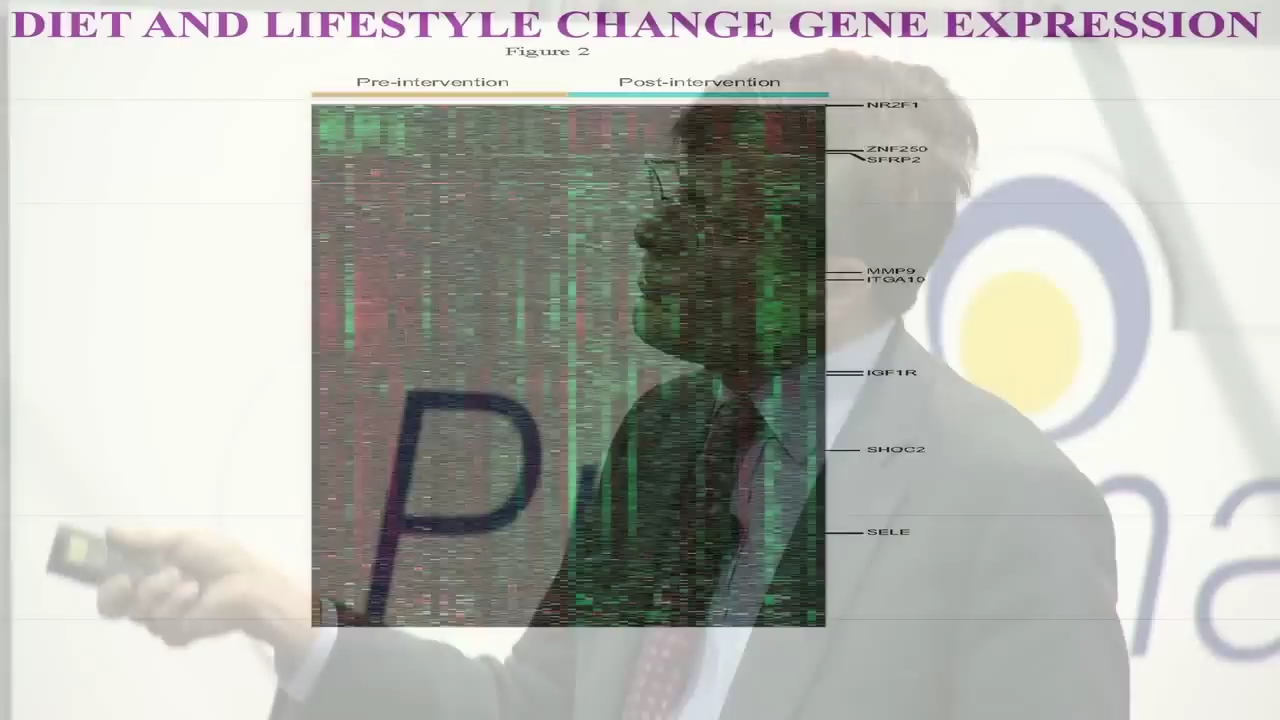 DIET AND LIFESTYLE CHANGE GENE EXPRESSION
Figure 2
Pre-intervention Post-intervention
NR2F1
ZNF250
SFRP2
MMP9
ITGA10
IGF1R
SHOC2
SELE